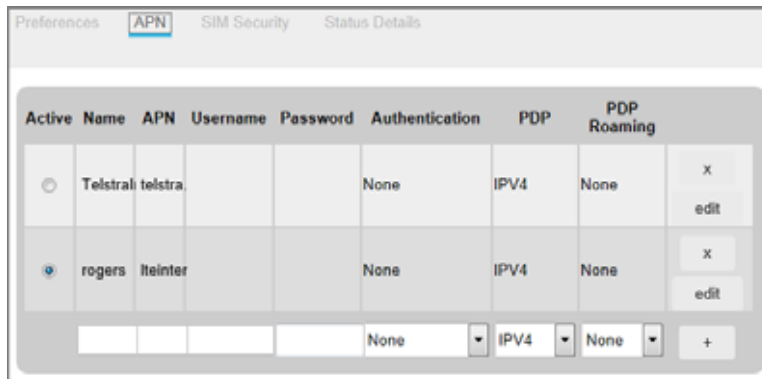 Preferences APN SIM Security Status Details
Active Name APN Username Password Authentication PDP PDP Roaming
Telstral telstra. None IPV4 None x
edit
rogers lteinter None IPV4 None x
edit
None IPV4 None +